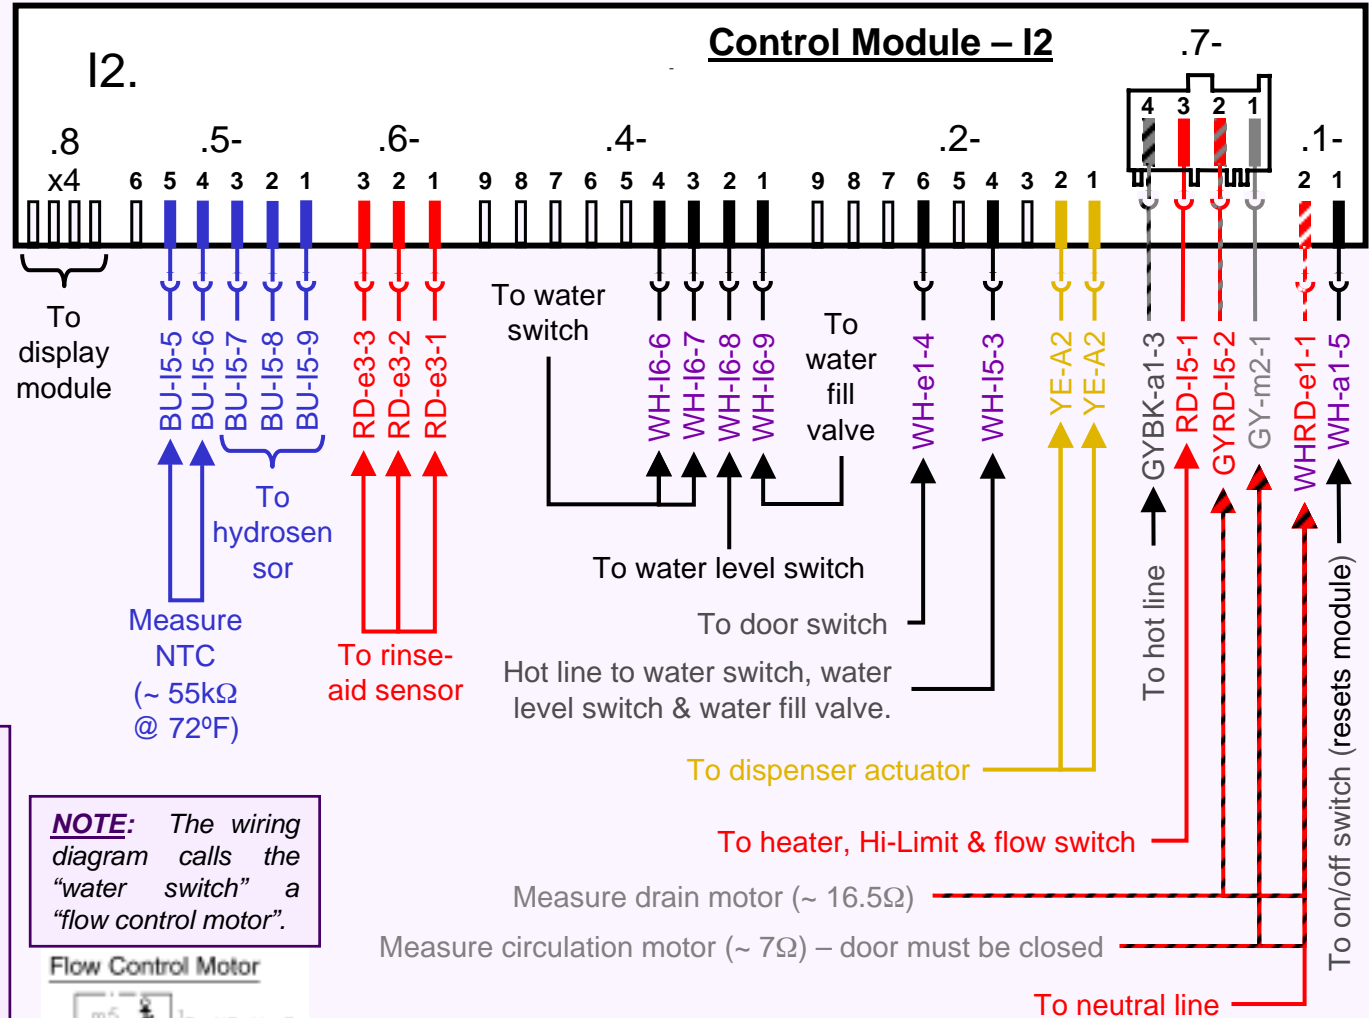 Control Module – I2
I2.
.8
x4
.5-
.6-
.4-
.2-
.7-
.1-
6 5 4 3 2 1
3 2 1
9 8 7 6 5 4 3 2 1
9 8 7 6 5 4 3 2 1
4 3 2 1
2 1
To
display
module
BU-I5-5
BU-I5-6
BU-I5-7
BU-I5-8
BU-I5-9
RD-e3-3
RD-e3-2
RD-e3-1
To water
switch
WH-I6-6
WH-I6-7
WH-I6-8
WH-I6-9
To
water
fill
valve
WH-e1-4
WH-I5-3
YE-A2
YE-A2
GYBK-a1-3
RD-I5-1
GYRD-I5-2
GY-m2-1
WHRD-e1-1
WH-a1-5
To
hydrosen
sor
Measure
NTC
(~ 55kΩ
@ 72ºF)
To rinse-
aid sensor
To water level switch
To door switch
Hot line to water switch, water
level switch & water fill valve.
To dispenser actuator
To hot line
To heater, Hi-Limit & flow switch
Measure drain motor (~ 16.5Ω)
Measure circulation motor (~ 7Ω) – door must be closed
To neutral line
To on/off switch (resets module)
NOTE: The wiring
diagram calls the
“water switch” a
“flow control motor”.
Flow Control Motor
m5